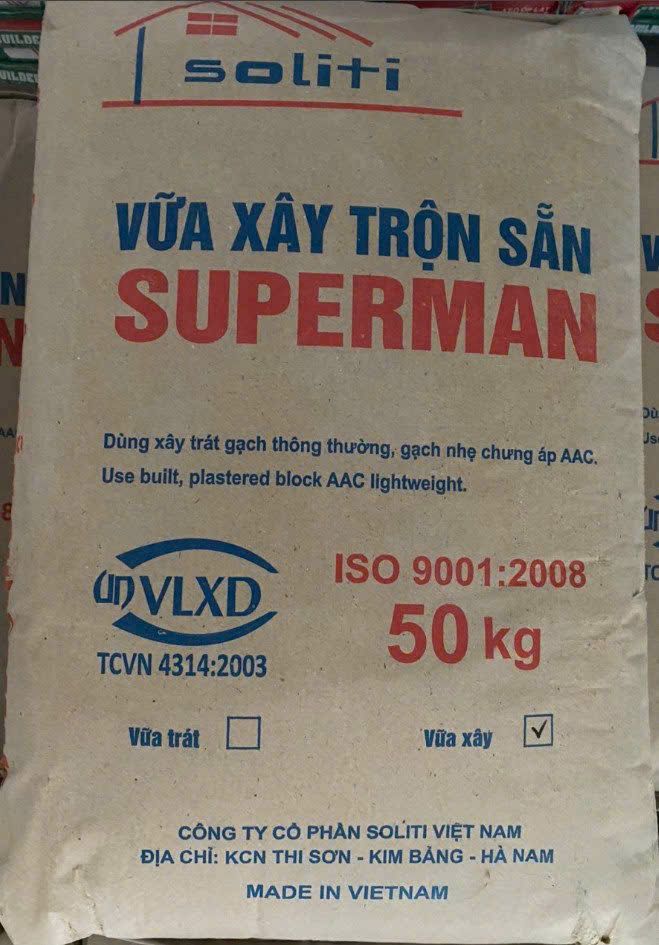 soliti
VỮA XÂY TRỘN SẴN
SUPERMAN
Dùng xây trát gạch thông thường, gạch nhẹ chưng áp AAC.
Use built, plastered block AAC lightweight.
VLXD
ISO 9001:2008
50 kg
TCVN 4314:2003
Vữa trát
Vữa xây ✓
CÔNG TY CỔ PHẦN SOLITI VIỆT NAM
ĐỊA CHỈ: KCN THI SƠN - KIM BẢNG - HÀ NAM
MADE IN VIETNAM